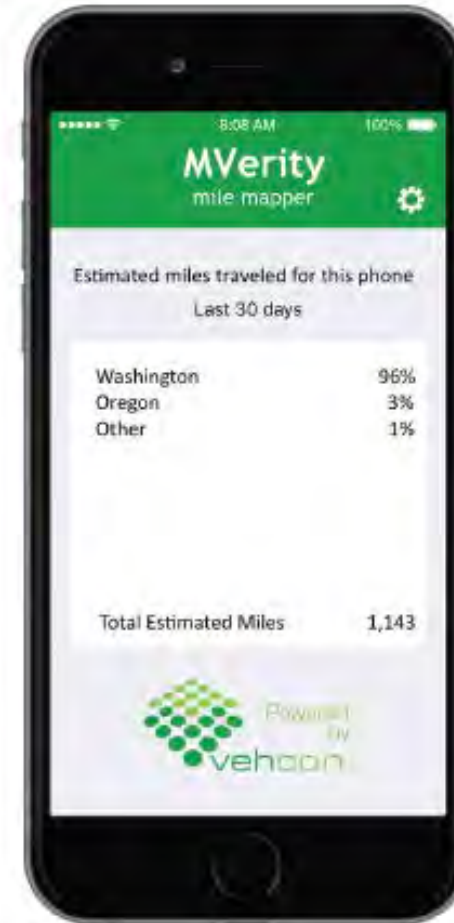 8:08 AM 100%
MVerity
mile mapper
Estimated miles traveled for this phone
Last 30 days
Washington 96%
Oregon 3%
Other 1%
Total Estimated Miles 1,143
Powered
by
vehcon